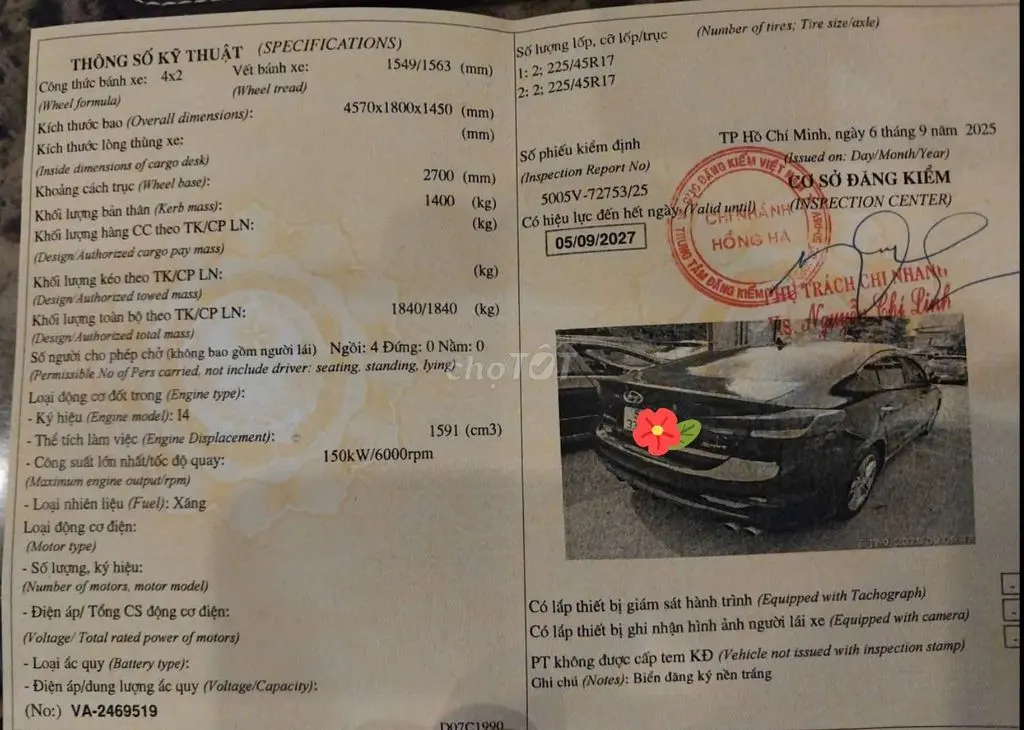 THÔNG SỐ KỸ THUẬT (SPECIFICATIONS)
Công thức bánh xe: 4x2 Vết bánh xe: 1549/1563 (mm)
(Wheel formula) (Wheel tread)
Kích thước bao (Overall dimensions): 4570x1800x1450 (mm)
Kích thước lòng thùng xe: (mm)
(Inside dimensions of cargo desk)
Khoảng cách trục (Wheel base): 2700 (mm)
Khối lượng bản thân (Kerb mass): 1400 (kg)
Khối lượng hàng CC theo TK/CP LN: (kg)
(Design/Authorized cargo pay mass)
Khối lượng kéo theo TK/CP LN: (kg)
(Design/Authorized towed mass)
Khối lượng toàn bộ theo TK/CP LN: 1840/1840 (kg)
(Design/Authorized total mass)
Số người cho phép chở (không bao gồm người lái) Ngồi: 4 Đứng: 0 Nằm: 0
(Permissible No of Pers carried, not include driver: seating, standing, lying)
Loại động cơ đốt trong (Engine type):
- Ký hiệu (Engine model): I4
- Thể tích làm việc (Engine Displacement): 1591 (cm3)
- Công suất lớn nhất/tốc độ quay: 150kW/6000rpm
(Maximum engine output/rpm)
- Loại nhiên liệu (Fuel): Xăng
Loại động cơ điện:
(Motor type)
- Số lượng, ký hiệu:
(Number of motors, motor model)
- Điện áp/ Tổng CS động cơ điện:
(Voltage/ Total rated power of motors)
- Loại ắc quy (Battery type):
- Điện áp/dung lượng ắc quy (Voltage/Capacity):
(No:) VA-2469519
D07C1990
Số lượng lốp, cỡ lốp/trục (Number of tires; Tire size/axle)
1: 2; 225/45R17
2: 2; 225/45R17
TP Hồ Chí Minh, ngày 6 tháng 9 năm 2025
(Issued on: Day/Month/Year)
Số phiếu kiểm định
(Inspection Report No)
5005V-72753/25
CƠ SỞ ĐĂNG KIỂM
(INSPECTION CENTER)
Có hiệu lực đến hết ngày (Valid until)
05/09/2027
CỤC ĐĂNG KIỂM VIỆT
TRUNG TÂM ĐĂNG KIỂM
50-05V
CHI NHÁNH
HỒNG HÀ
PHỤ TRÁCH CHI NHÁNH
Nguyễn Chí Linh
Chợ TỐT
Có lắp thiết bị giám sát hành trình (Equipped with Tachograph)
Có lắp thiết bị ghi nhận hình ảnh người lái xe (Equipped with camera)
PT không được cấp tem KĐ (Vehicle not issued with inspection stamp)
Ghi chú (Notes): Biển đăng ký nền trắng